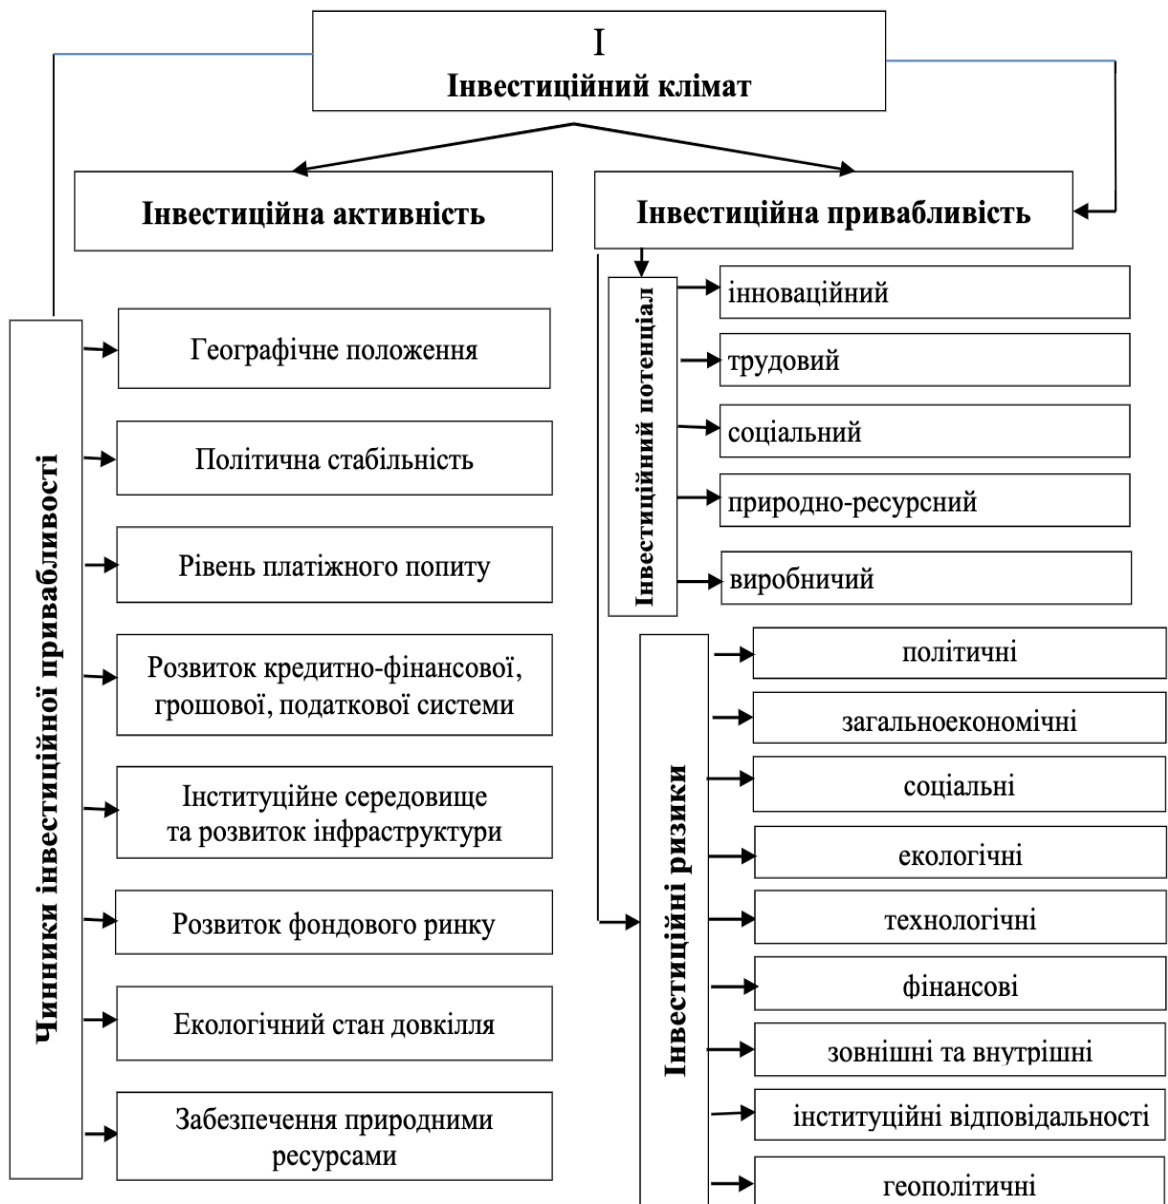 І
Інвестиційний клімат
Інвестиційна активність
Інвестиційна привабливість
Чинники інвестиційної привабливості
Географічне положення
Політична стабільність
Рівень платіжного попиту
Розвиток кредитно-фінансової,
грошової, податкової системи
Інституційне середовище
та розвиток інфраструктури
Розвиток фондового ринку
Екологічний стан довкілля
Забезпечення природними
ресурсами
Інвестиційний потенціал
інноваційний
трудовий
соціальний
природно-ресурсний
виробничий
Інвестиційні ризики
політичні
загальноекономічні
соціальні
екологічні
технологічні
фінансові
зовнішні та внутрішні
інституційні відповідальності
геополітичні